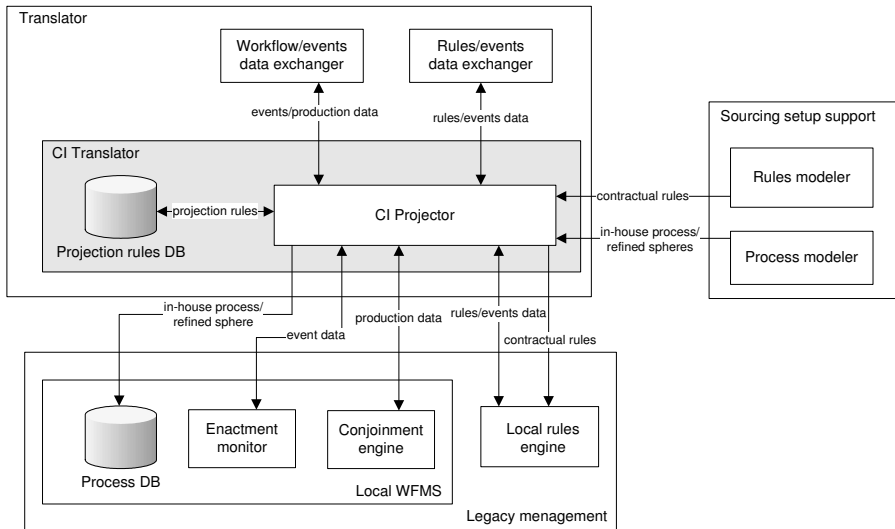 Translator
Workflow/events
data exchanger
Rules/events
data exchanger
events/production data
rules/events data
Sourcing setup support
CI Translator
Rules modeler
contractual rules
projection rules
CI Projector
in-house process/
refined spheres
Projection rules DB
Process modeler
in-house process/
refined sphere
production data
rules/events data
event data
contractual rules
Enactment
monitor
Conjoinment
engine
Local rules
engine
Process DB
Local WFMS
Legacy menagement